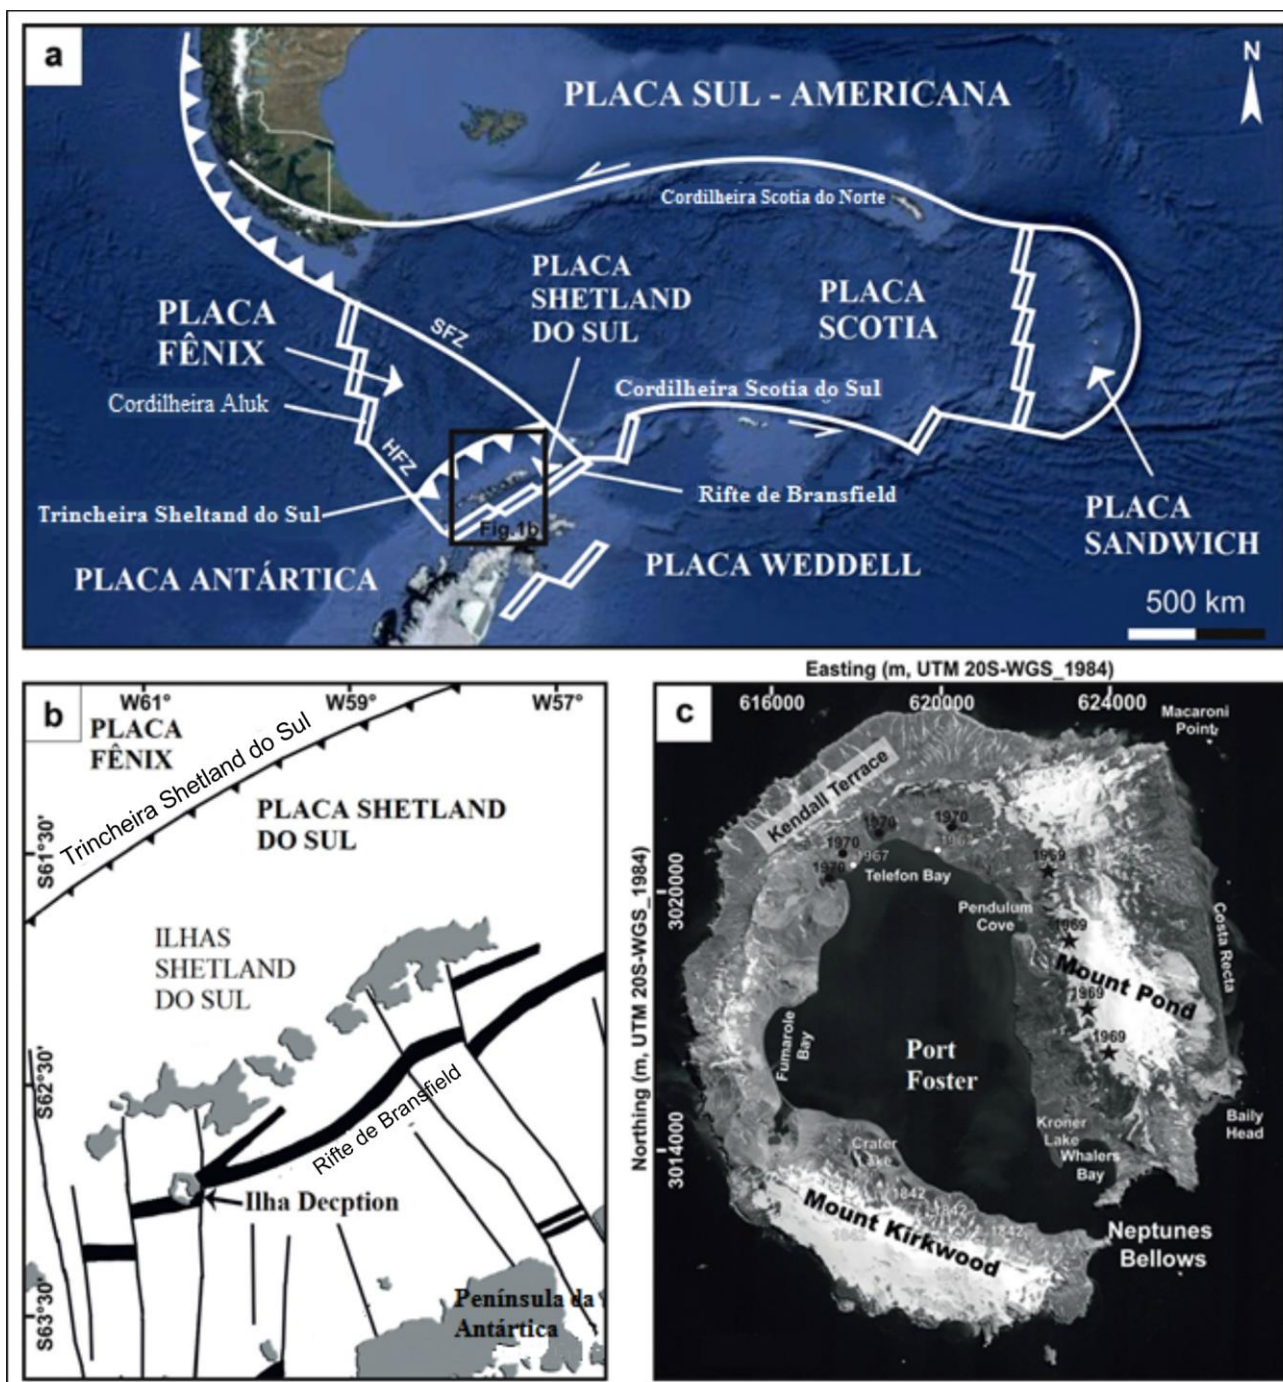 a
N
PLACA SUL - AMERICANA
Cordilheira Scotia do Norte
PLACA
SHETLAND
DO SUL
PLACA
SCOTIA
PLACA
FÊNIX
SFZ
Cordilheira Aluk
Cordilheira Scotia do Sul
HFZ
Trincheira Sheltand do Sul
Rifte de Bransfield
Fig.1b
PLACA
SANDWICH
PLACA ANTÁRTICA
PLACA WEDDELL
500 km
b
W61°
W59°
W57°
PLACA
FÊNIX
Trincheira Shetland do Sul
PLACA SHETLAND
DO SUL
S61°30'
ILHAS
SHETLAND
DO SUL
S62°30'
Rifte de Bransfield
Ilha Decption
S63°30'
Península da
Antártica
Easting (m, UTM 20S-WGS_1984)
c
616000
620000
624000
Macaroni
Point
Kendall Terrace
1970
1970
1970
1967
1970
Telefon Bay
1969
3020000
Pendulum
Cove
1969
Costa Recta
Mount Pond
1969
Northing (m, UTM 20S-WGS_1984)
Fumarole
Bay
Port
Foster
1969
Kroner
Lake
Baily
Head
3014000
Crater
Lake
Whalers
Bay
1842
1842
1842
Mount Kirkwood
Neptunes
Bellows